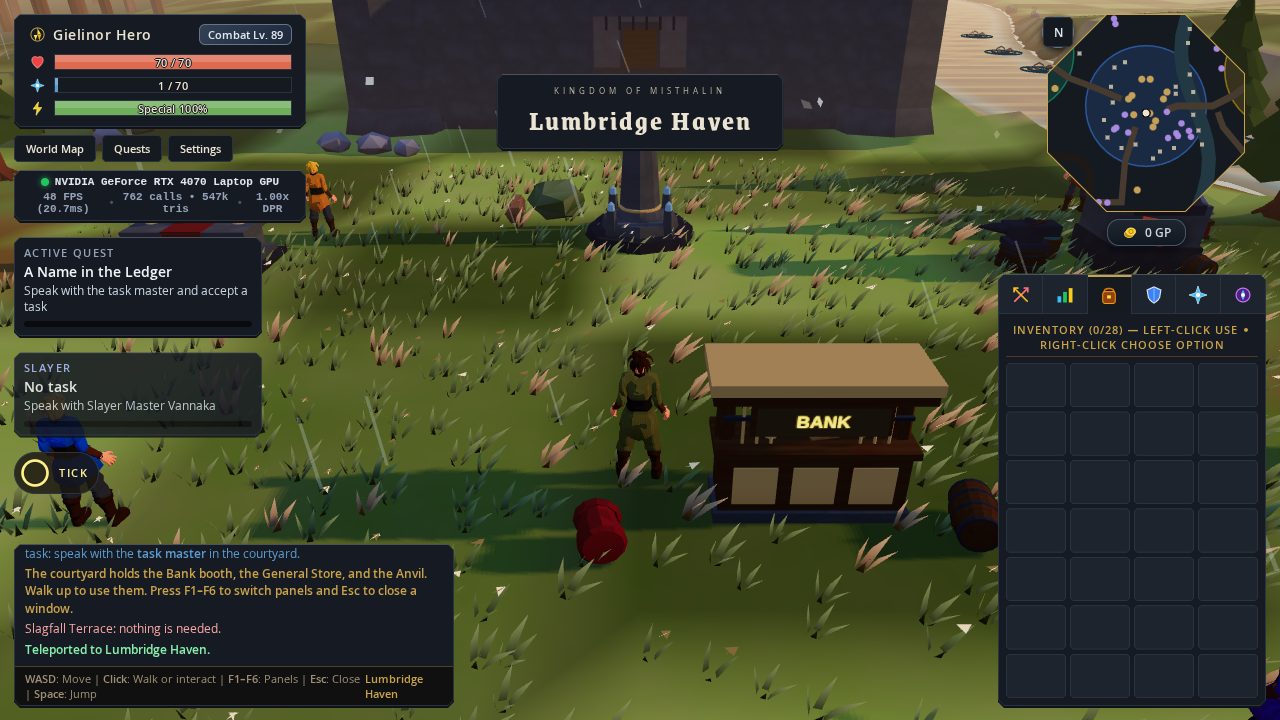 Gielinor Hero
Combat Lv. 89
70 / 70
1 / 70
Special 100%
World Map
Quests
Settings
NVIDIA GeForce RTX 4070 Laptop GPU
48 FPS (20.7ms) • 762 calls • 547k tris • 1.00x DPR
KINGDOM OF MISTHALIN
Lumbridge Haven
N
0 GP
ACTIVE QUEST
A Name in the Ledger
Speak with the task master and accept a
task
SLAYER
No task
Speak with Slayer Master Vannaka
TICK
BANK
INVENTORY (0/28) — LEFT-CLICK USE •
RIGHT-CLICK CHOOSE OPTION
task: speak with the task master in the courtyard.
The courtyard holds the Bank booth, the General Store, and the Anvil.
Walk up to use them. Press F1–F6 to switch panels and Esc to close a
window.
Slagfall Terrace: nothing is needed.
Teleported to Lumbridge Haven.
WASD: Move | Click: Walk or interact | F1–F6: Panels | Esc: Close
| Space: Jump
Lumbridge
Haven